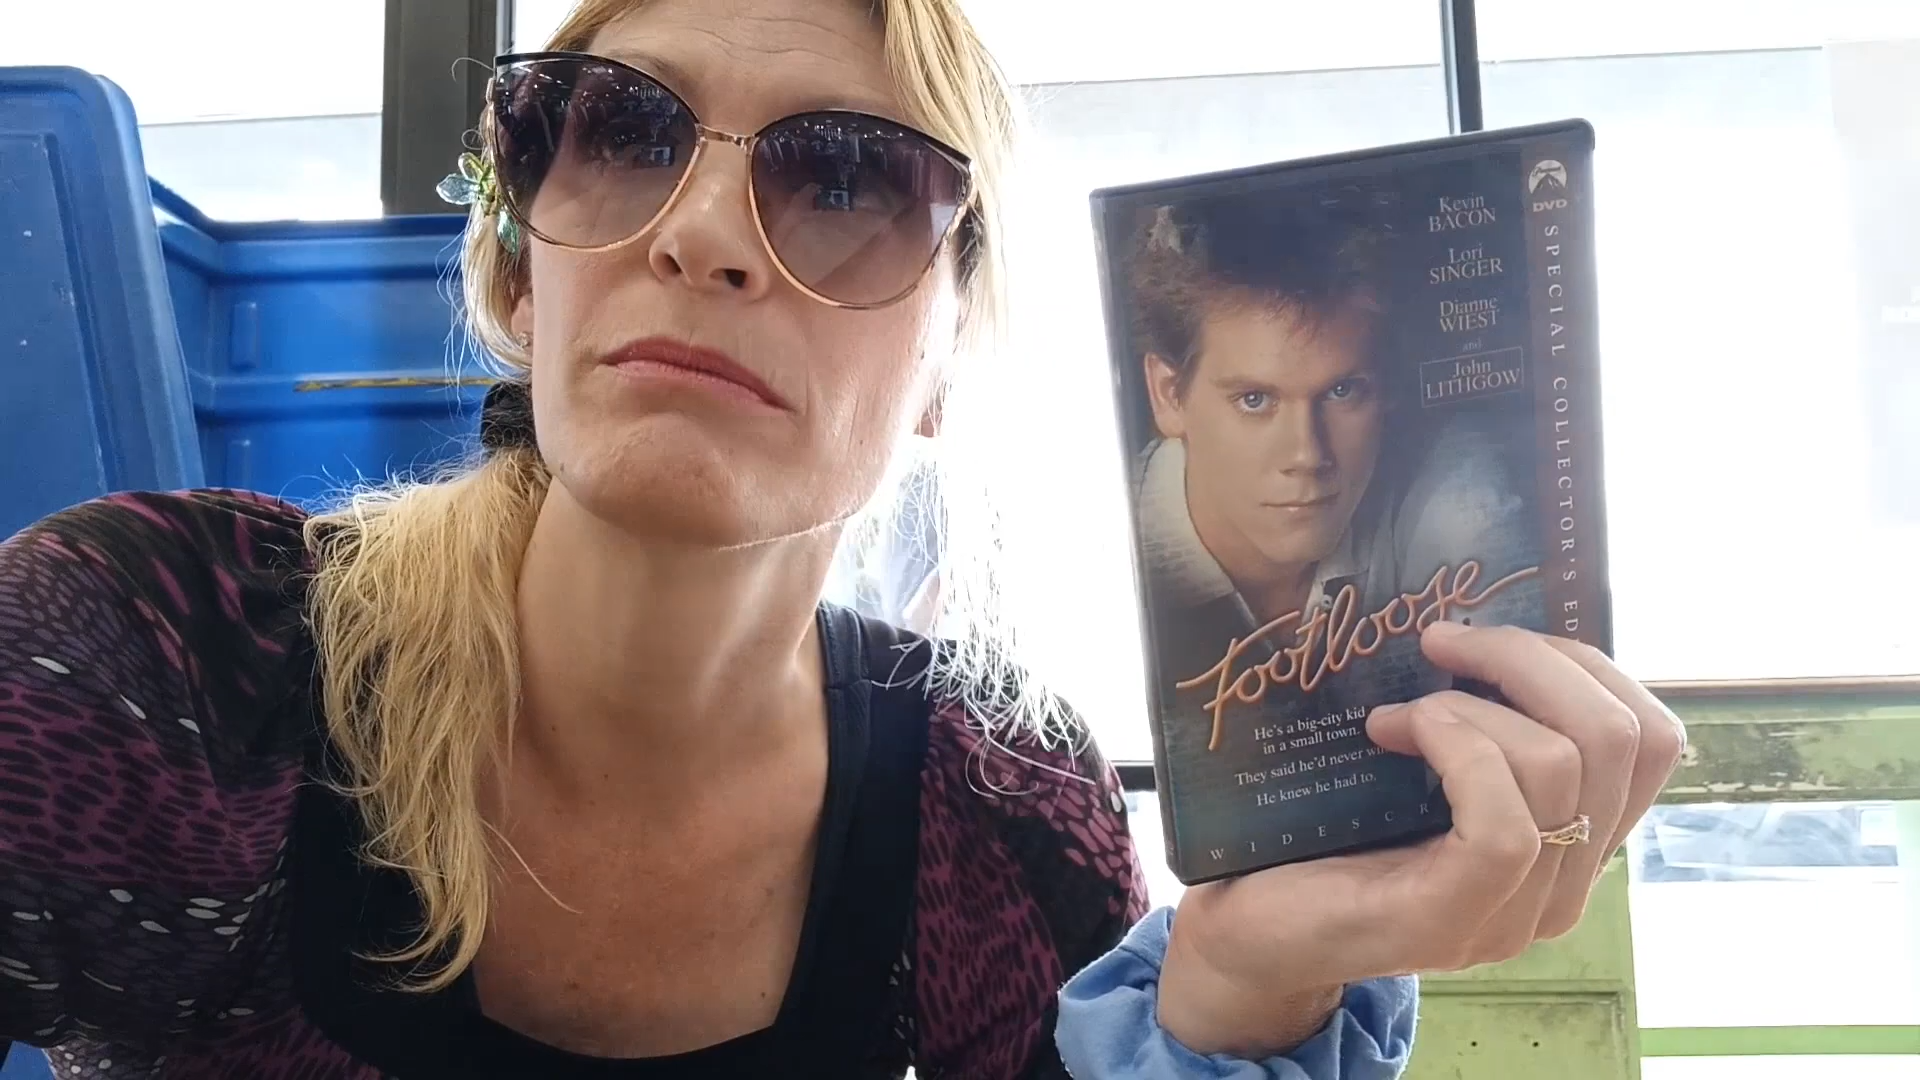 Kevin
BACON
Lori
SINGER
Dianne
WIEST
and
John
LITHGOW
DVD
SPECIAL COLLECTOR'S ED
Footloose
He's a big-city kid
in a small town.
They said he'd never
He knew he had to.
WIDESCR